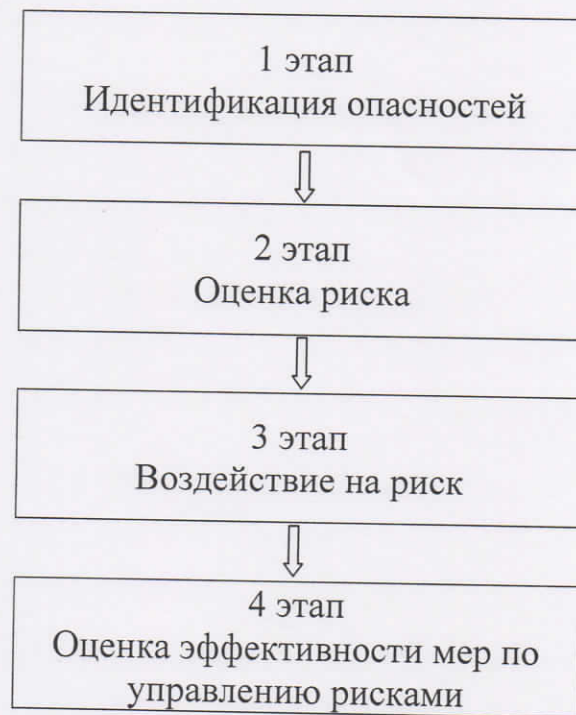 1 этап
Идентификация опасностей
2 этап
Оценка риска
3 этап
Воздействие на риск
4 этап
Оценка эффективности мер по
управлению рисками